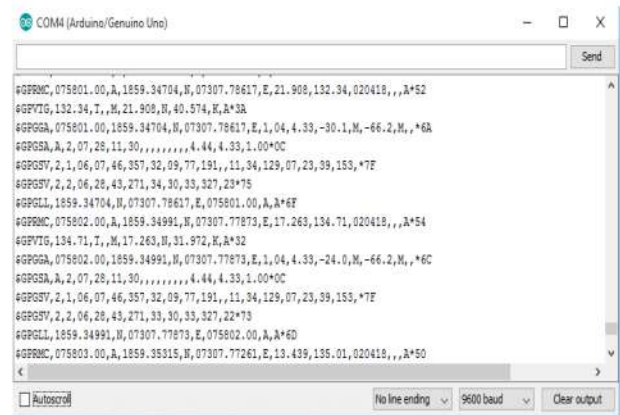 COM4 (Arduino/Genuino Uno)
Send
$GPRMC,075801.00,A,1859.34704,N,07307.78617,E,21.908,132.34,020418,,,A*52
$GPVTG,132.34,T,,M,21.908,N,40.574,K,A*3A
$GPGGA,075801.00,1859.34704,N,07307.78617,E,1,04,4.33,-30.1,M,-66.2,M,,*6A
$GPGSA,A,2,07,28,11,30,,,,,,,,,4.44,4.33,1.00*0C
$GPGSV,2,1,06,07,46,357,32,09,77,191,,11,34,129,07,23,39,153,*7F
$GPGSV,2,2,06,28,43,271,34,30,33,327,23*75
$GPGLL,1859.34704,N,07307.78617,E,075801.00,A,A*6F
$GPRMC,075802.00,A,1859.34991,N,07307.77873,E,17.263,134.71,020418,,,A*54
$GPVTG,134.71,T,,M,17.263,N,31.972,K,A*32
$GPGGA,075802.00,1859.34991,N,07307.77873,E,1,04,4.33,-24.0,M,-66.2,M,,*6C
$GPGSA,A,2,07,28,11,30,,,,,,,,,4.44,4.33,1.00*0C
$GPGSV,2,1,06,07,46,357,32,09,77,191,,11,34,129,07,23,39,153,*7F
$GPGSV,2,2,06,28,43,271,33,30,33,327,22*73
$GPGLL,1859.34991,N,07307.77873,E,075802.00,A,A*6D
$GPRMC,075803.00,A,1859.35315,N,07307.77261,E,13.439,135.01,020418,,,A*50
Autoscroll
No line ending
9600 baud
Clear output